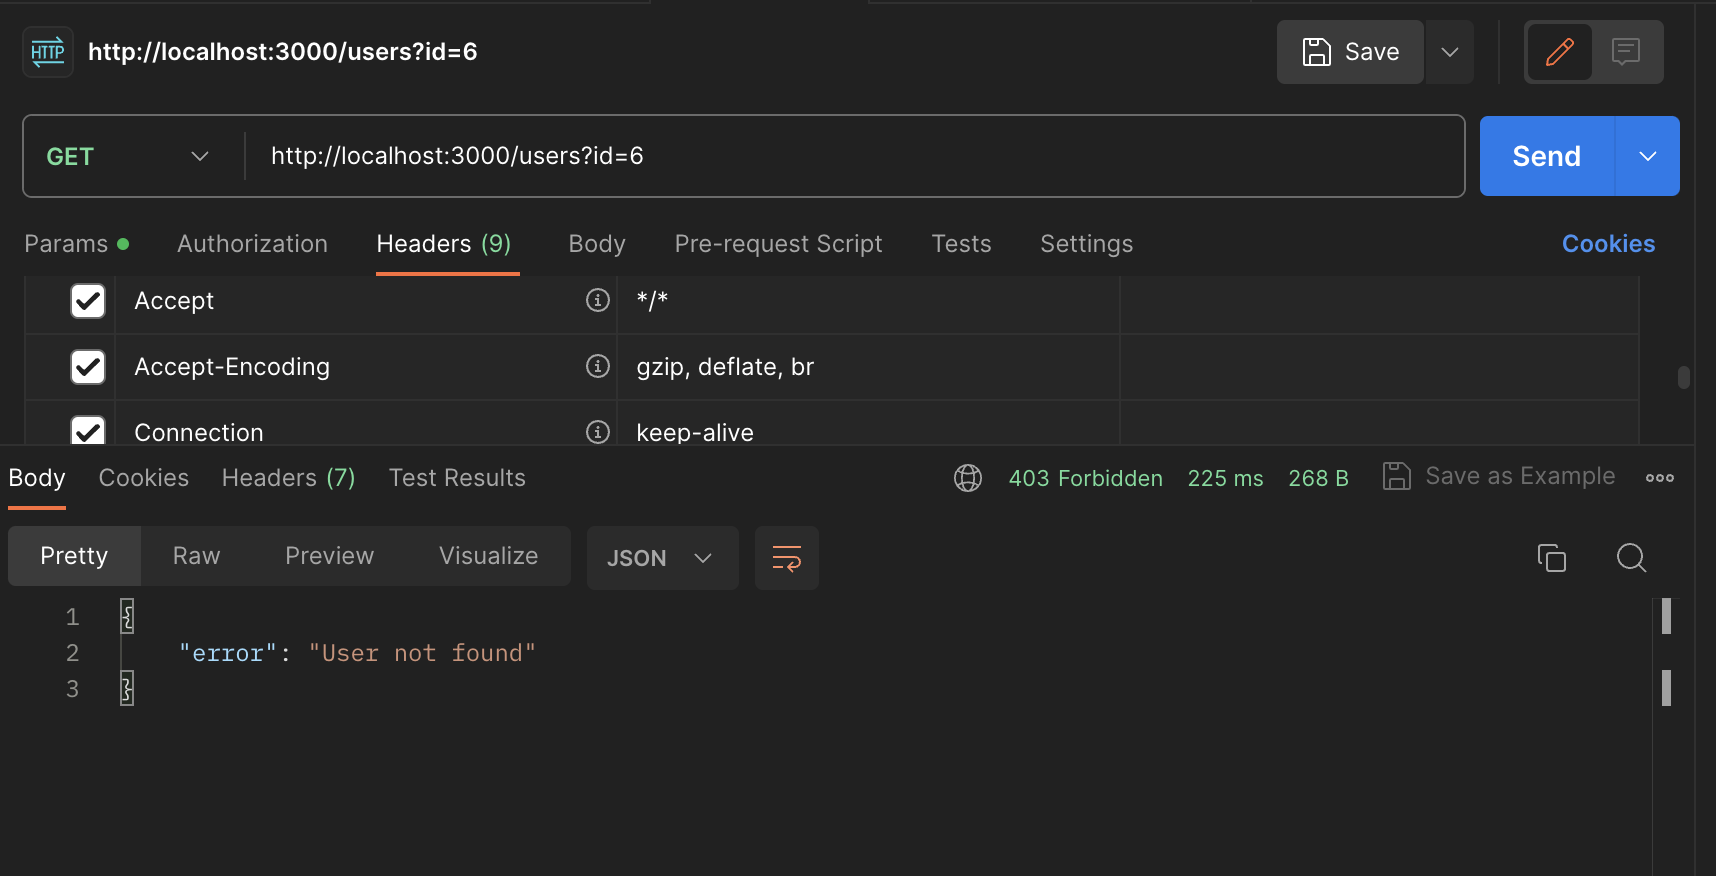 HTTP http://localhost:3000/users?id=6 Save
GET http://localhost:3000/users?id=6 Send
Params Authorization Headers (9) Body Pre-request Script Tests Settings Cookies
Accept */*
Accept-Encoding gzip, deflate, br
Connection keep-alive
Body Cookies Headers (7) Test Results 403 Forbidden 225 ms 268 B Save as Example
Pretty Raw Preview Visualize JSON
1 {
2 "error": "User not found"
3 }